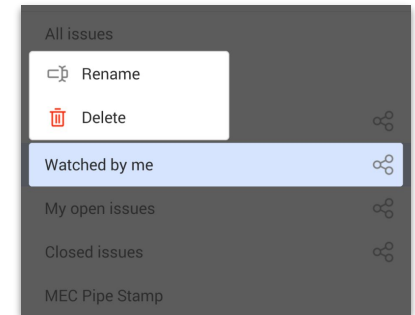 All issues
Rename
Delete
Watched by me
My open issues
Closed issues
MEC Pipe Stamp